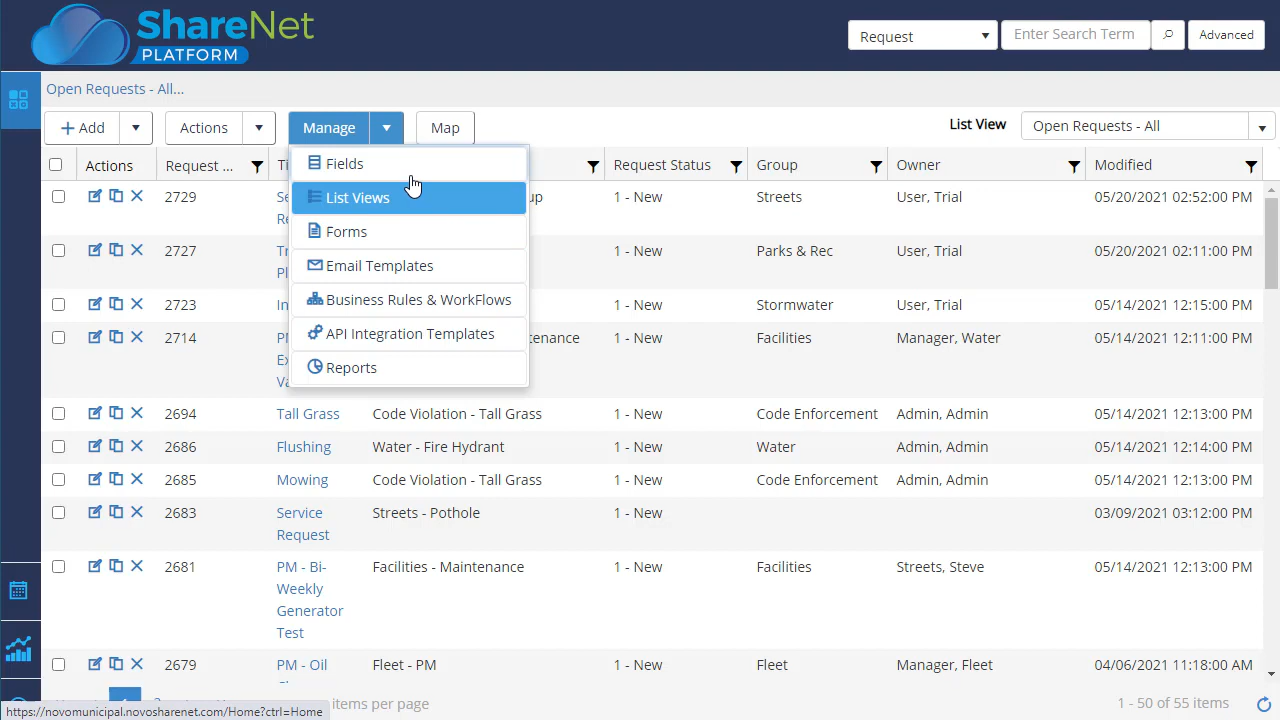 ShareNet
PLATFORM
Request
Enter Search Term
Advanced
Open Requests - All...
Add
Actions
Manage
Map
List View
Open Requests - All
Fields
List Views
Forms
Email Templates
Business Rules & WorkFlows
API Integration Templates
Reports
Actions Request ... Request Status Group Owner Modified
2729 1 - New Streets User, Trial 05/20/2021 02:52:00 PM
2727 1 - New Parks & Rec User, Trial 05/20/2021 02:11:00 PM
2723 1 - New Stormwater User, Trial 05/14/2021 12:15:00 PM
2714 1 - New Facilities Manager, Water 05/14/2021 12:11:00 PM
2694 Tall Grass Code Violation - Tall Grass 1 - New Code Enforcement Admin, Admin 05/14/2021 12:13:00 PM
2686 Flushing Water - Fire Hydrant 1 - New Water Admin, Admin 05/14/2021 12:14:00 PM
2685 Mowing Code Violation - Tall Grass 1 - New Code Enforcement Admin, Admin 05/14/2021 12:13:00 PM
2683 Service Streets - Pothole 1 - New 03/09/2021 03:12:00 PM
Request
2681 PM - Bi- Facilities - Maintenance 1 - New Facilities Streets, Steve 05/14/2021 12:13:00 PM
Weekly
Generator
Test
2679 PM - Oil Fleet - PM 1 - New Fleet Manager, Fleet 04/06/2021 11:18:00 AM
items per page
1 - 50 of 55 items
https://novomunicipal.novosharenet.com/Home?ctrl=Home